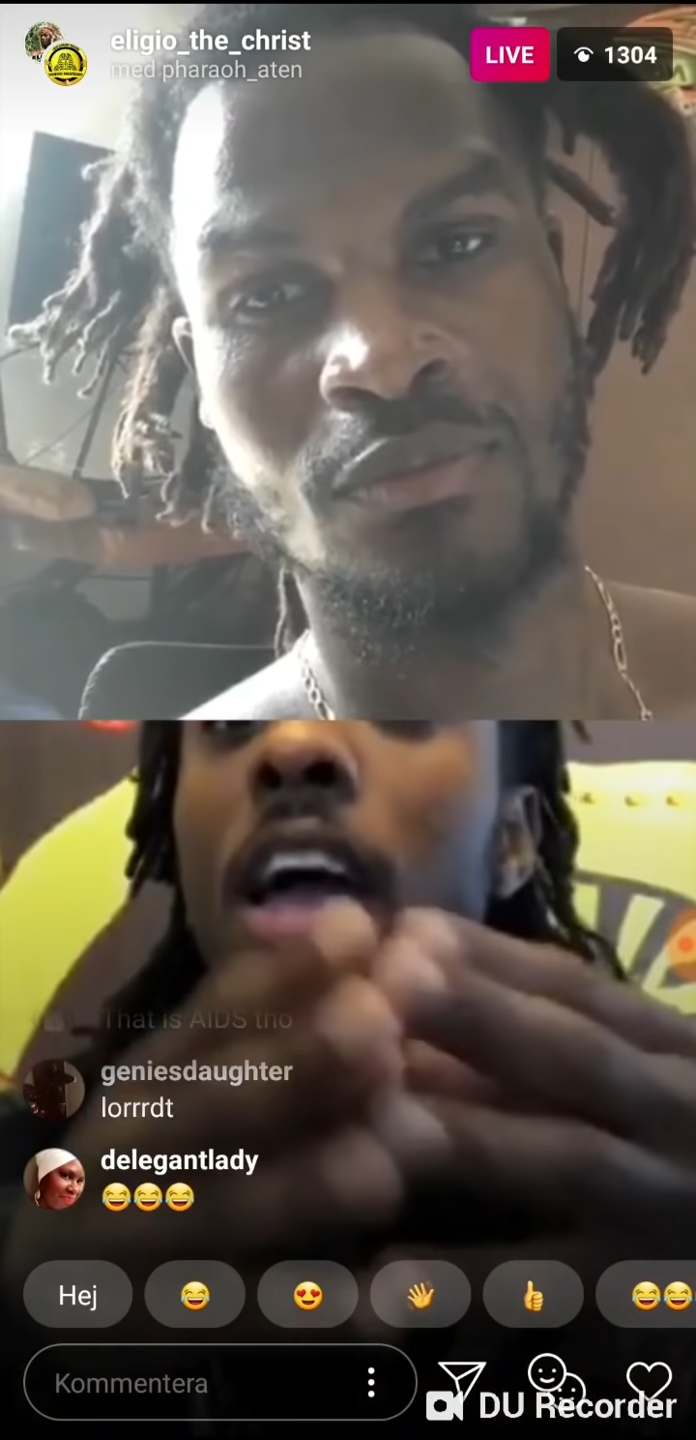 eligio_the_christ
med pharaoh_aten
LIVE
1304
That is AIDS tho
geniesdaughter
lorrrdt
delegantlady
😂😂😂
Hej
😂
😍
👋
👍
😂😂
Kommentera
DU Recorder